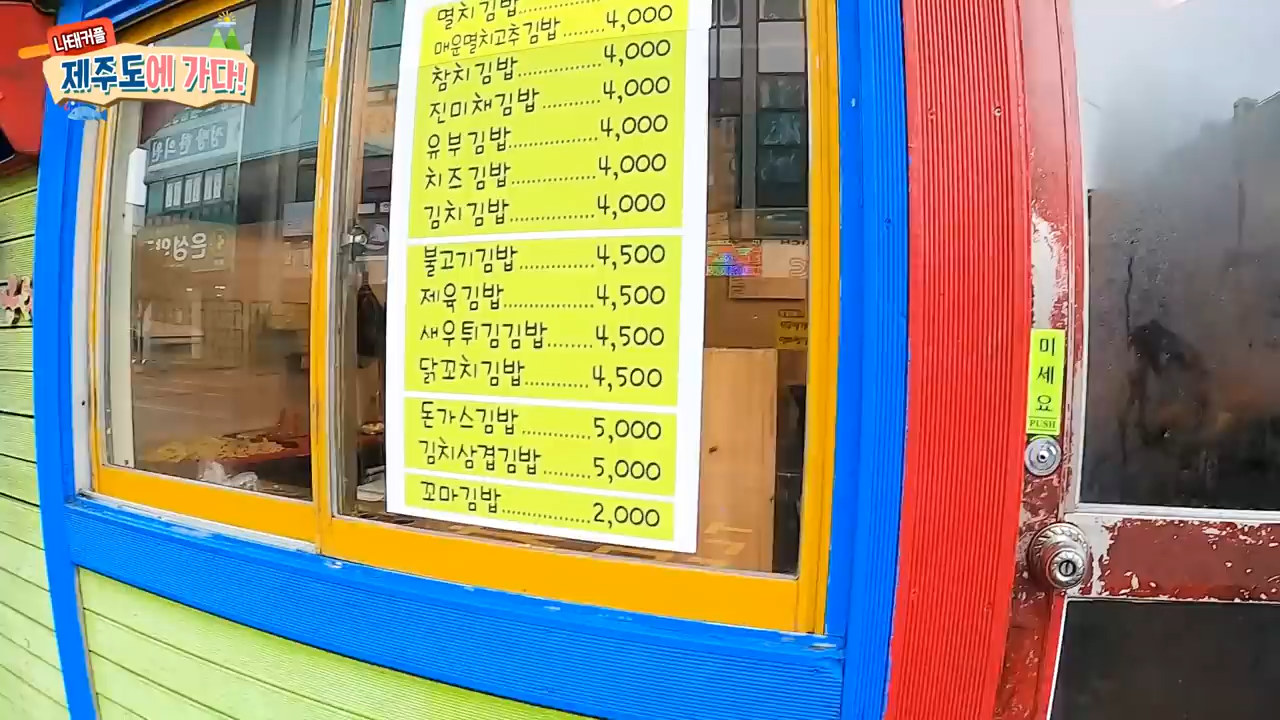 나태커플
제주도에 가다!
멸치김밥
매운멸치고추김밥........4,000
참치김밥................4,000
진미채김밥............4,000
유부김밥................4,000
치즈김밥................4,000
김치김밥................4,000
불고기김밥..............4,500
제육김밥................4,500
새우튀김김밥........4,500
닭꼬치김밥...........4,500
돈가스김밥............5,000
김치삼겹김밥.........5,000
꼬마김밥................2,000
미세요
PUSH